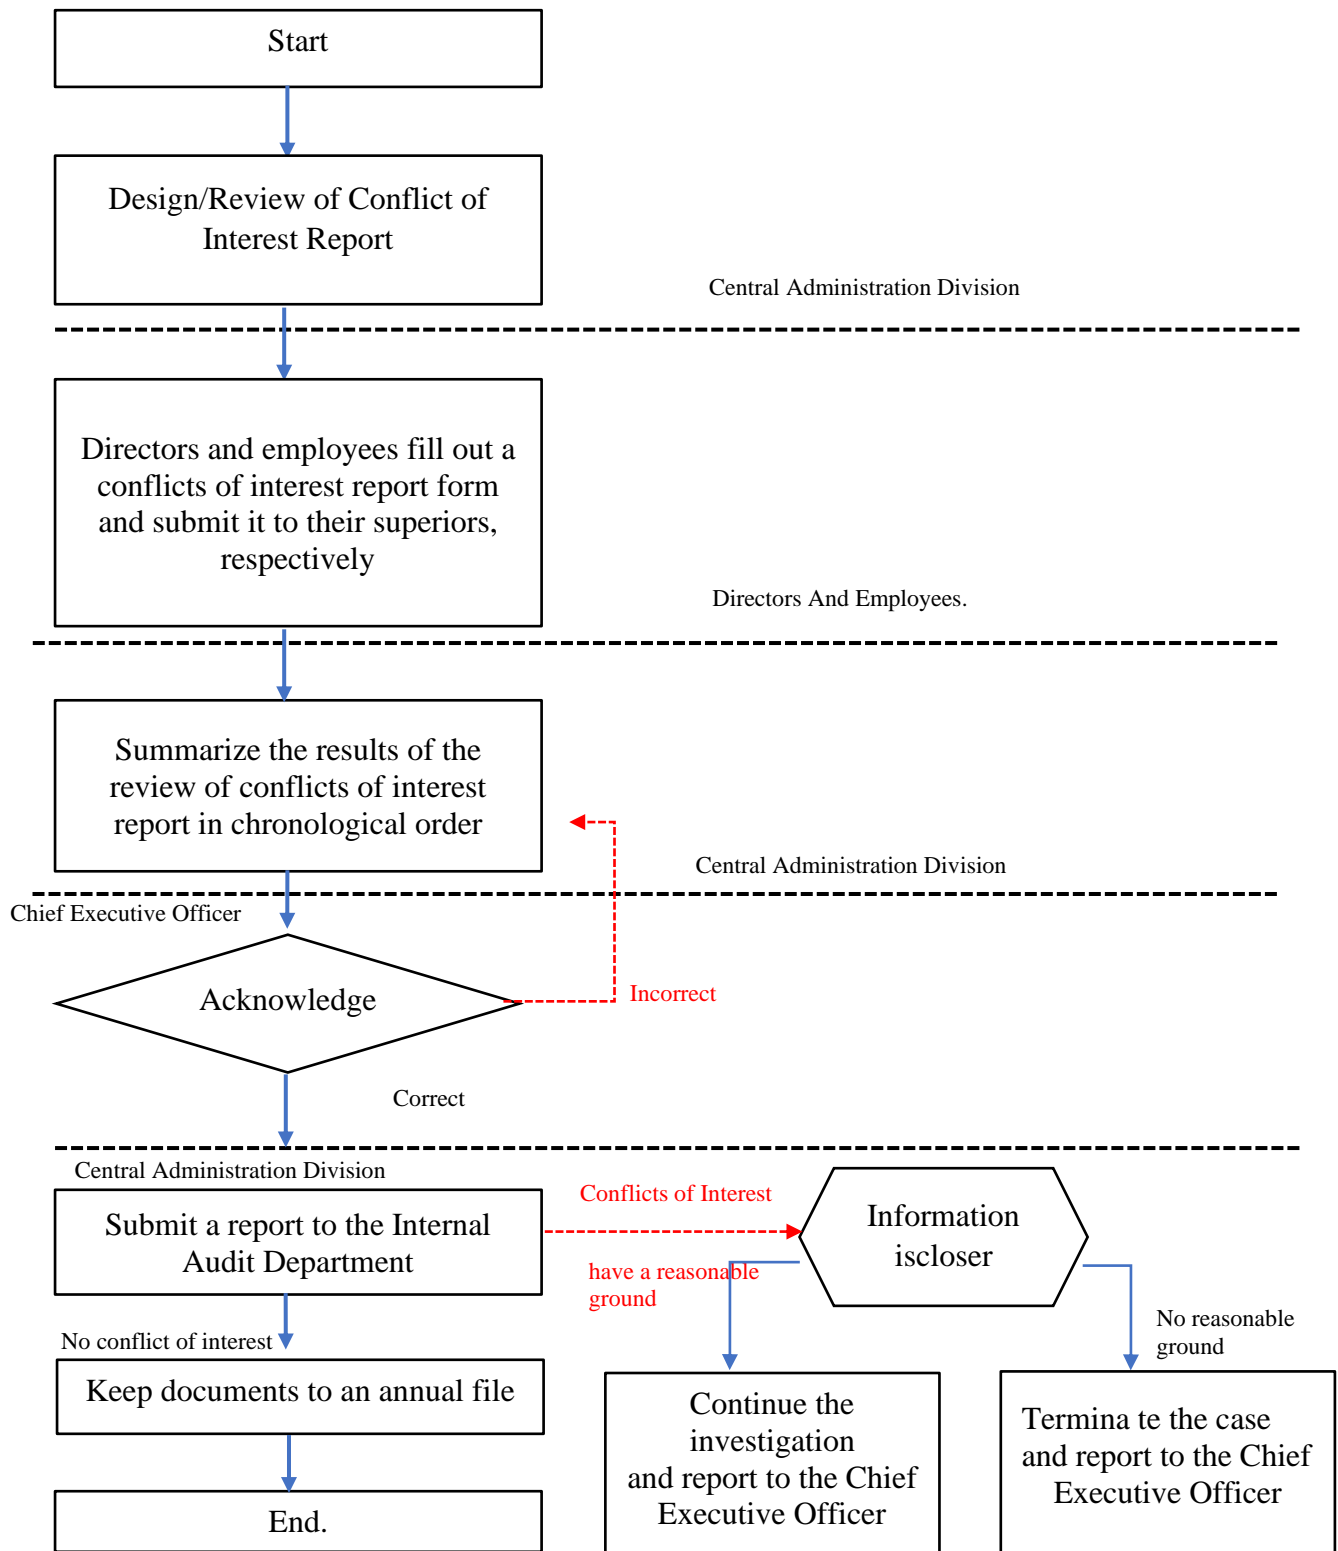 Start
Design/Review of Conflict of
Interest Report
Central Administration Division
Directors and employees fill out a
conflicts of interest report form
and submit it to their superiors,
respectively
Directors And Employees.
Summarize the results of the
review of conflicts of interest
report in chronological order
Central Administration Division
Chief Executive Officer
Acknowledge
Incorrect
Correct
Central Administration Division
Submit a report to the Internal
Audit Department
Conflicts of Interest
Information
iscloser
have a reasonable
ground
No reasonable
ground
No conflict of interest
Keep documents to an annual file
Continue the
investigation
and report to the Chief
Executive Officer
Termina te the case
and report to the Chief
Executive Officer
End.